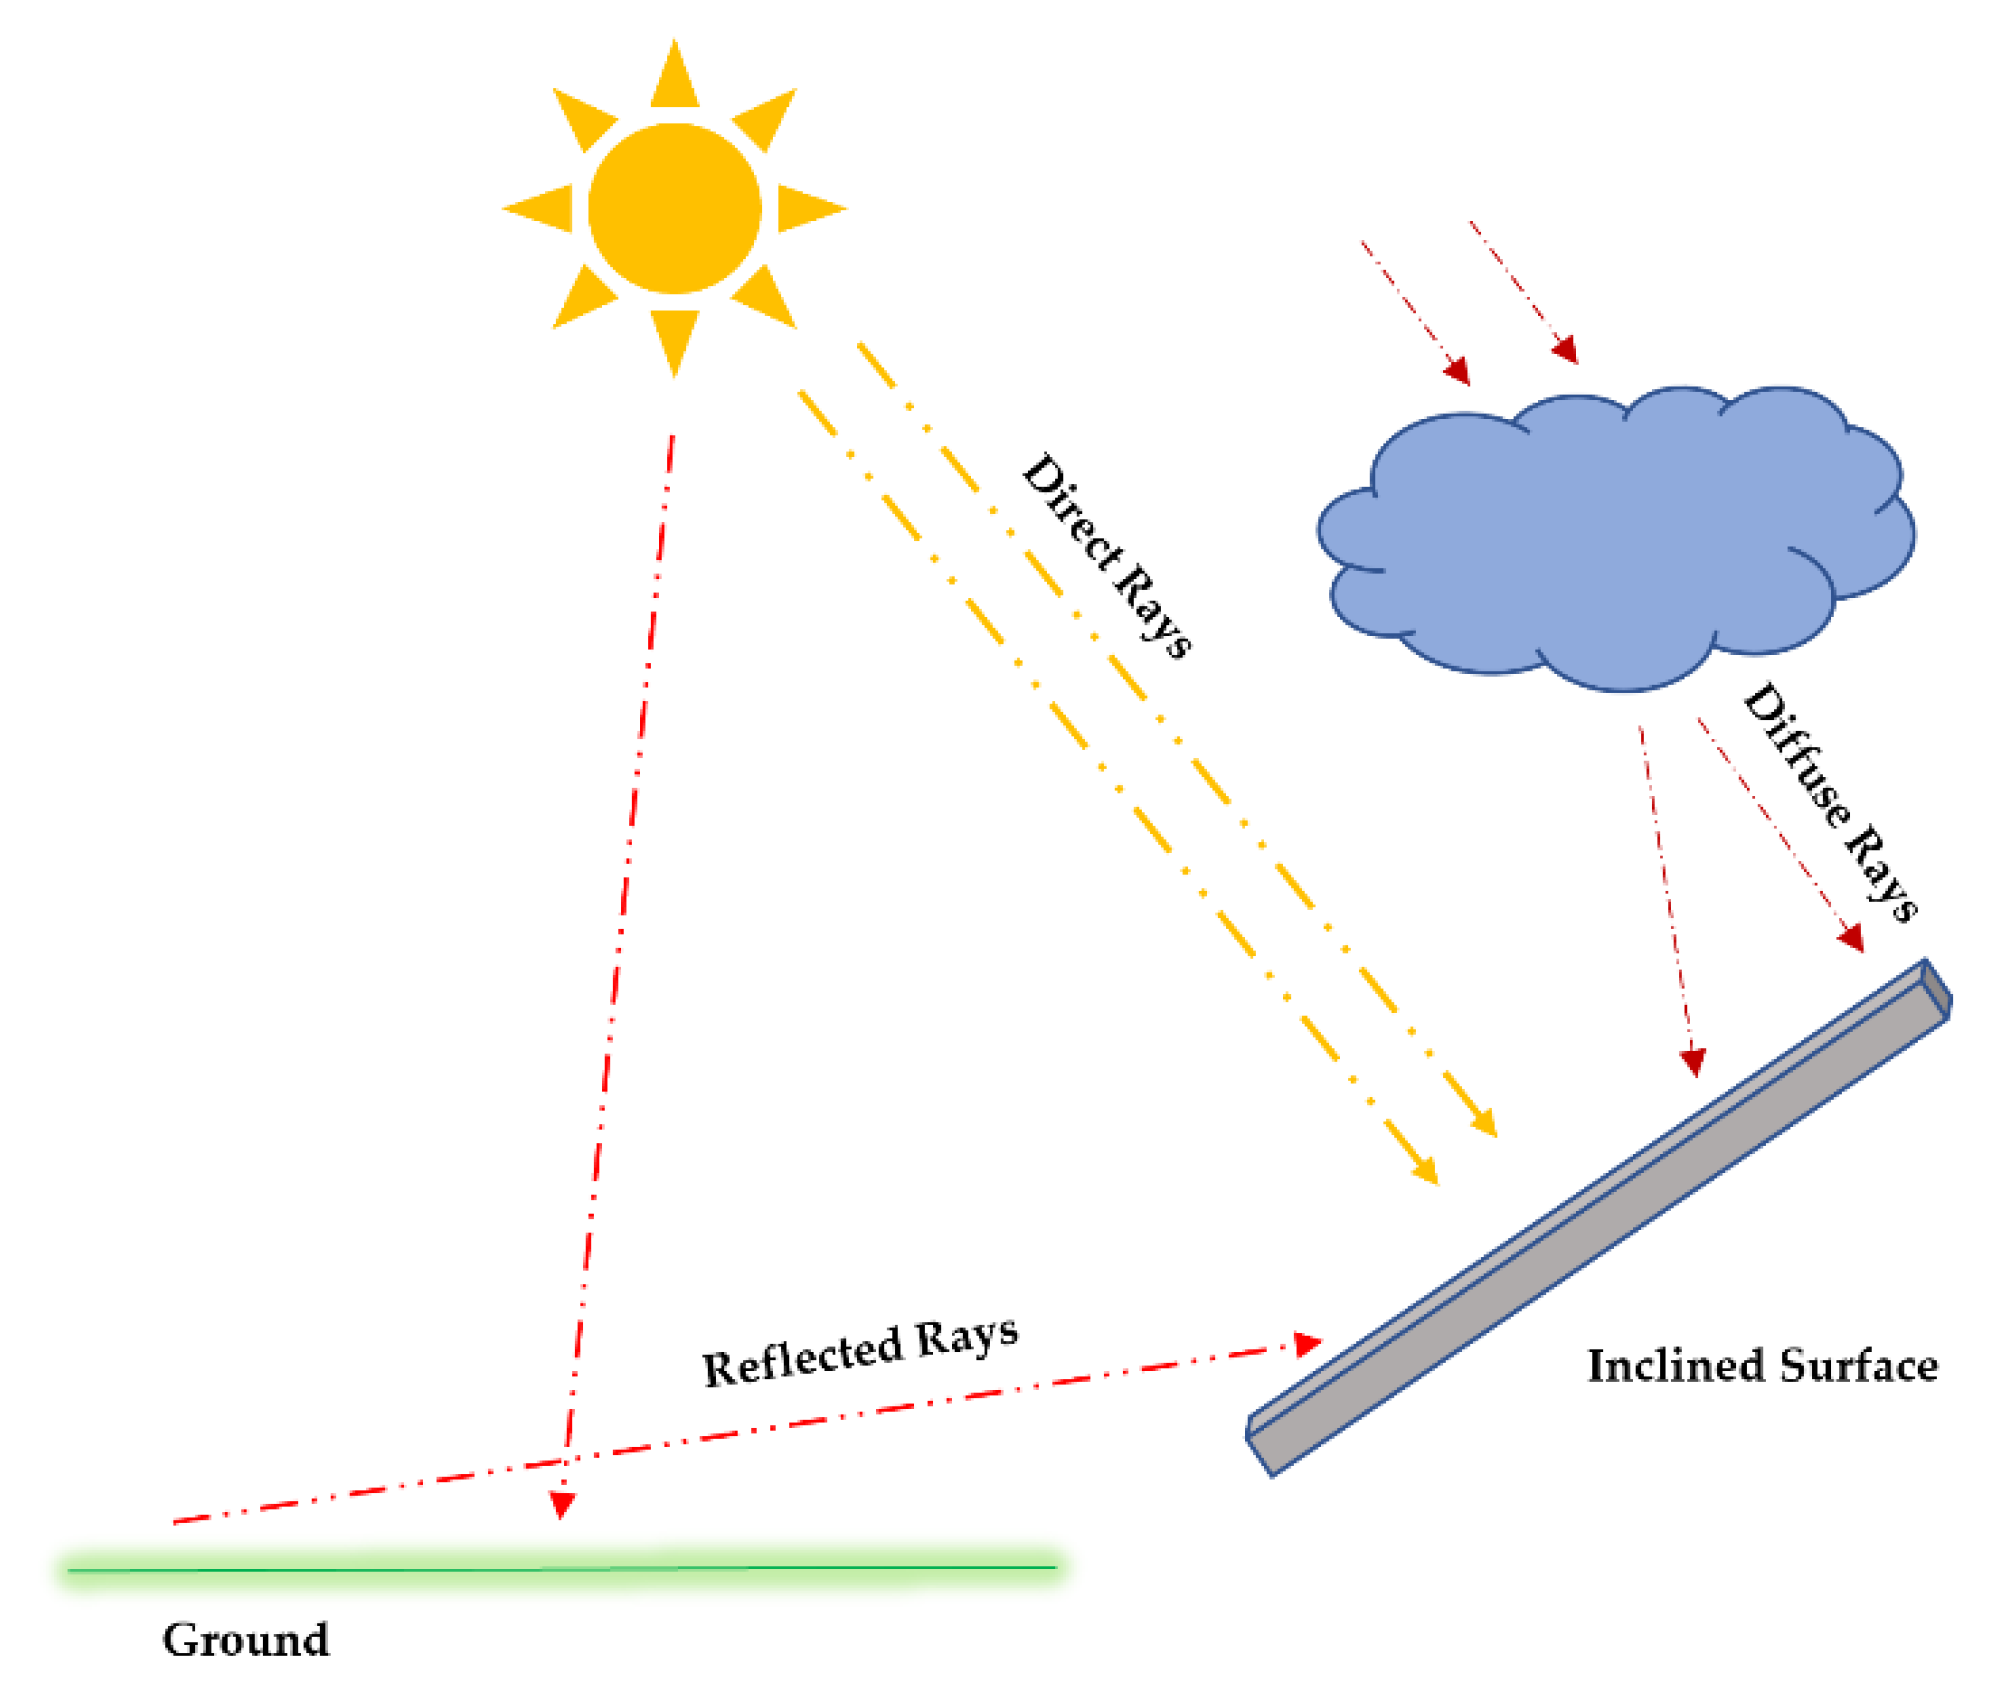 Direct Rays
Diffuse Rays
Reflected Rays
Inclined Surface
Ground